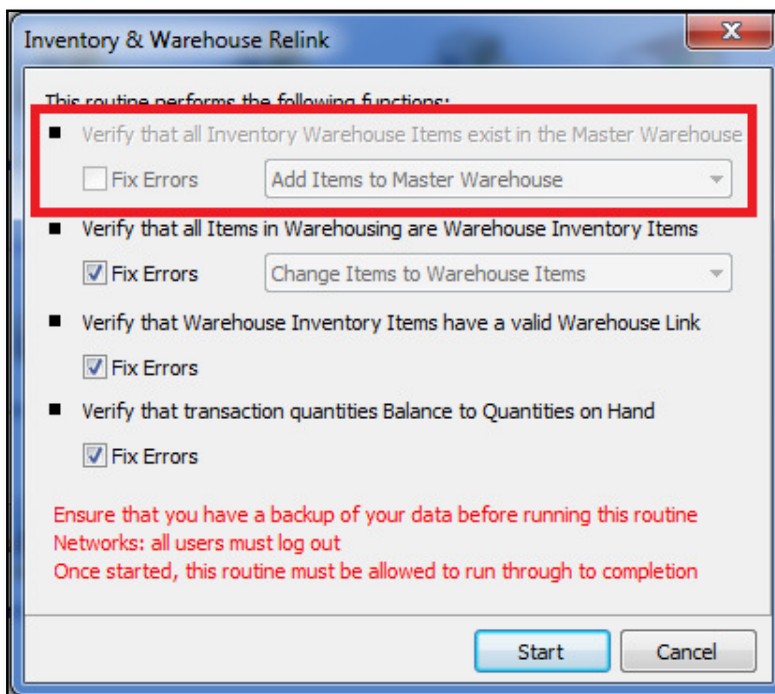 Inventory & Warehouse Relink
This routine performs the following functions:
Verify that all Inventory Warehouse Items exist in the Master Warehouse
Fix Errors
Add Items to Master Warehouse
Verify that all Items in Warehousing are Warehouse Inventory Items
Fix Errors
Change Items to Warehouse Items
Verify that Warehouse Inventory Items have a valid Warehouse Link
Fix Errors
Verify that transaction quantities Balance to Quantities on Hand
Fix Errors
Ensure that you have a backup of your data before running this routine
Networks: all users must log out
Once started, this routine must be allowed to run through to completion
Start
Cancel